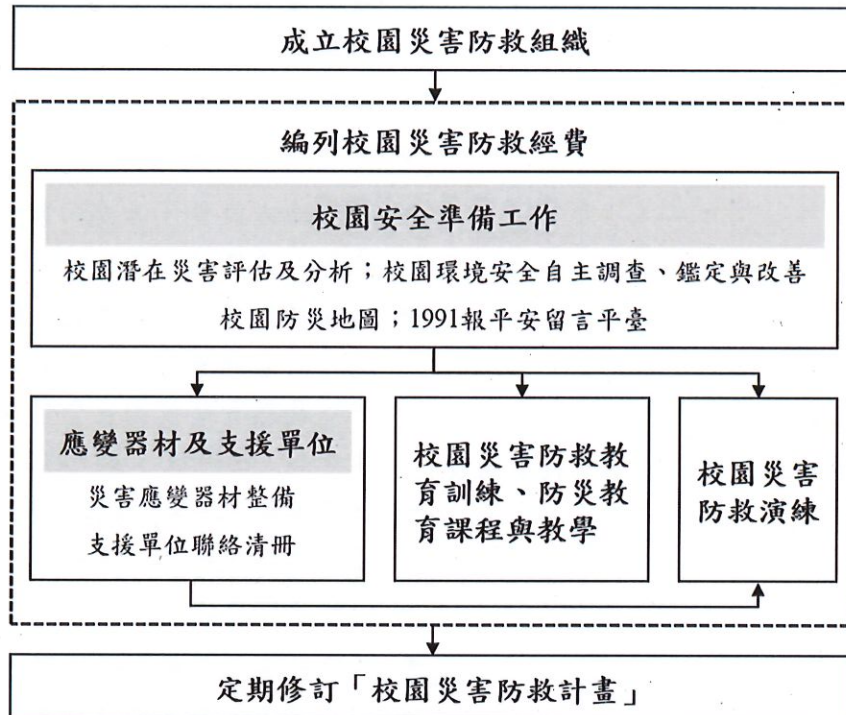 成立校園災害防救組織
編列校園災害防救經費
校園安全準備工作
校園潛在災害評估及分析；校園環境安全自主調查、鑑定與改善
校園防災地圖；1991報平安留言平臺
應變器材及支援單位
災害應變器材整備
支援單位聯絡清冊
校園災害防救教
育訓練、防災教
育課程與教學
校園災害
防救演練
定期修訂「校園災害防救計畫」